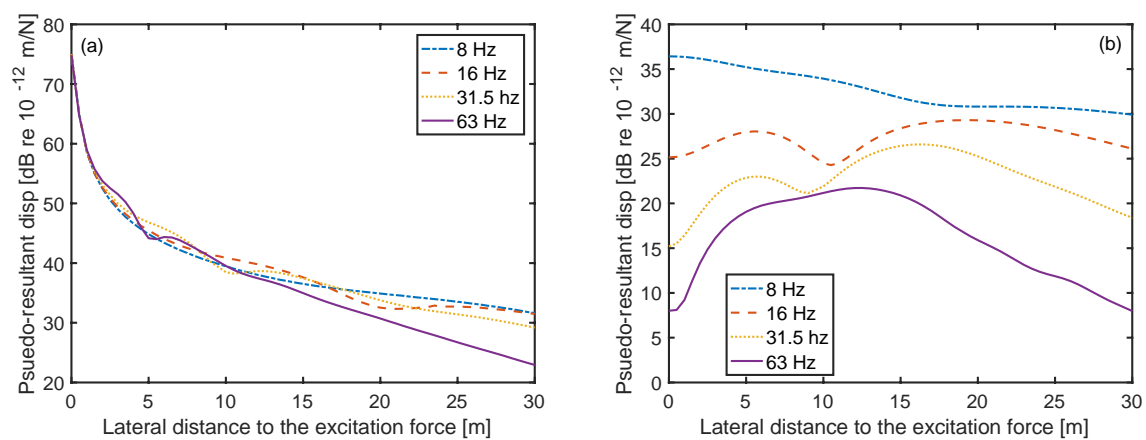 80
70
60
50
40
30
20
0
5
10
15
20
25
30
Psuedo-resultant disp [dB re 10 -12 m/N]
Lateral distance to the excitation force [m]
(a)
8 Hz
16 Hz
31.5 hz
63 Hz
40
35
30
25
20
15
10
5
0
0
5
10
15
20
25
30
Psuedo-resultant disp [dB re 10 -12 m/N]
Lateral distance to the excitation force [m]
(b)
8 Hz
16 Hz
31.5 hz
63 Hz